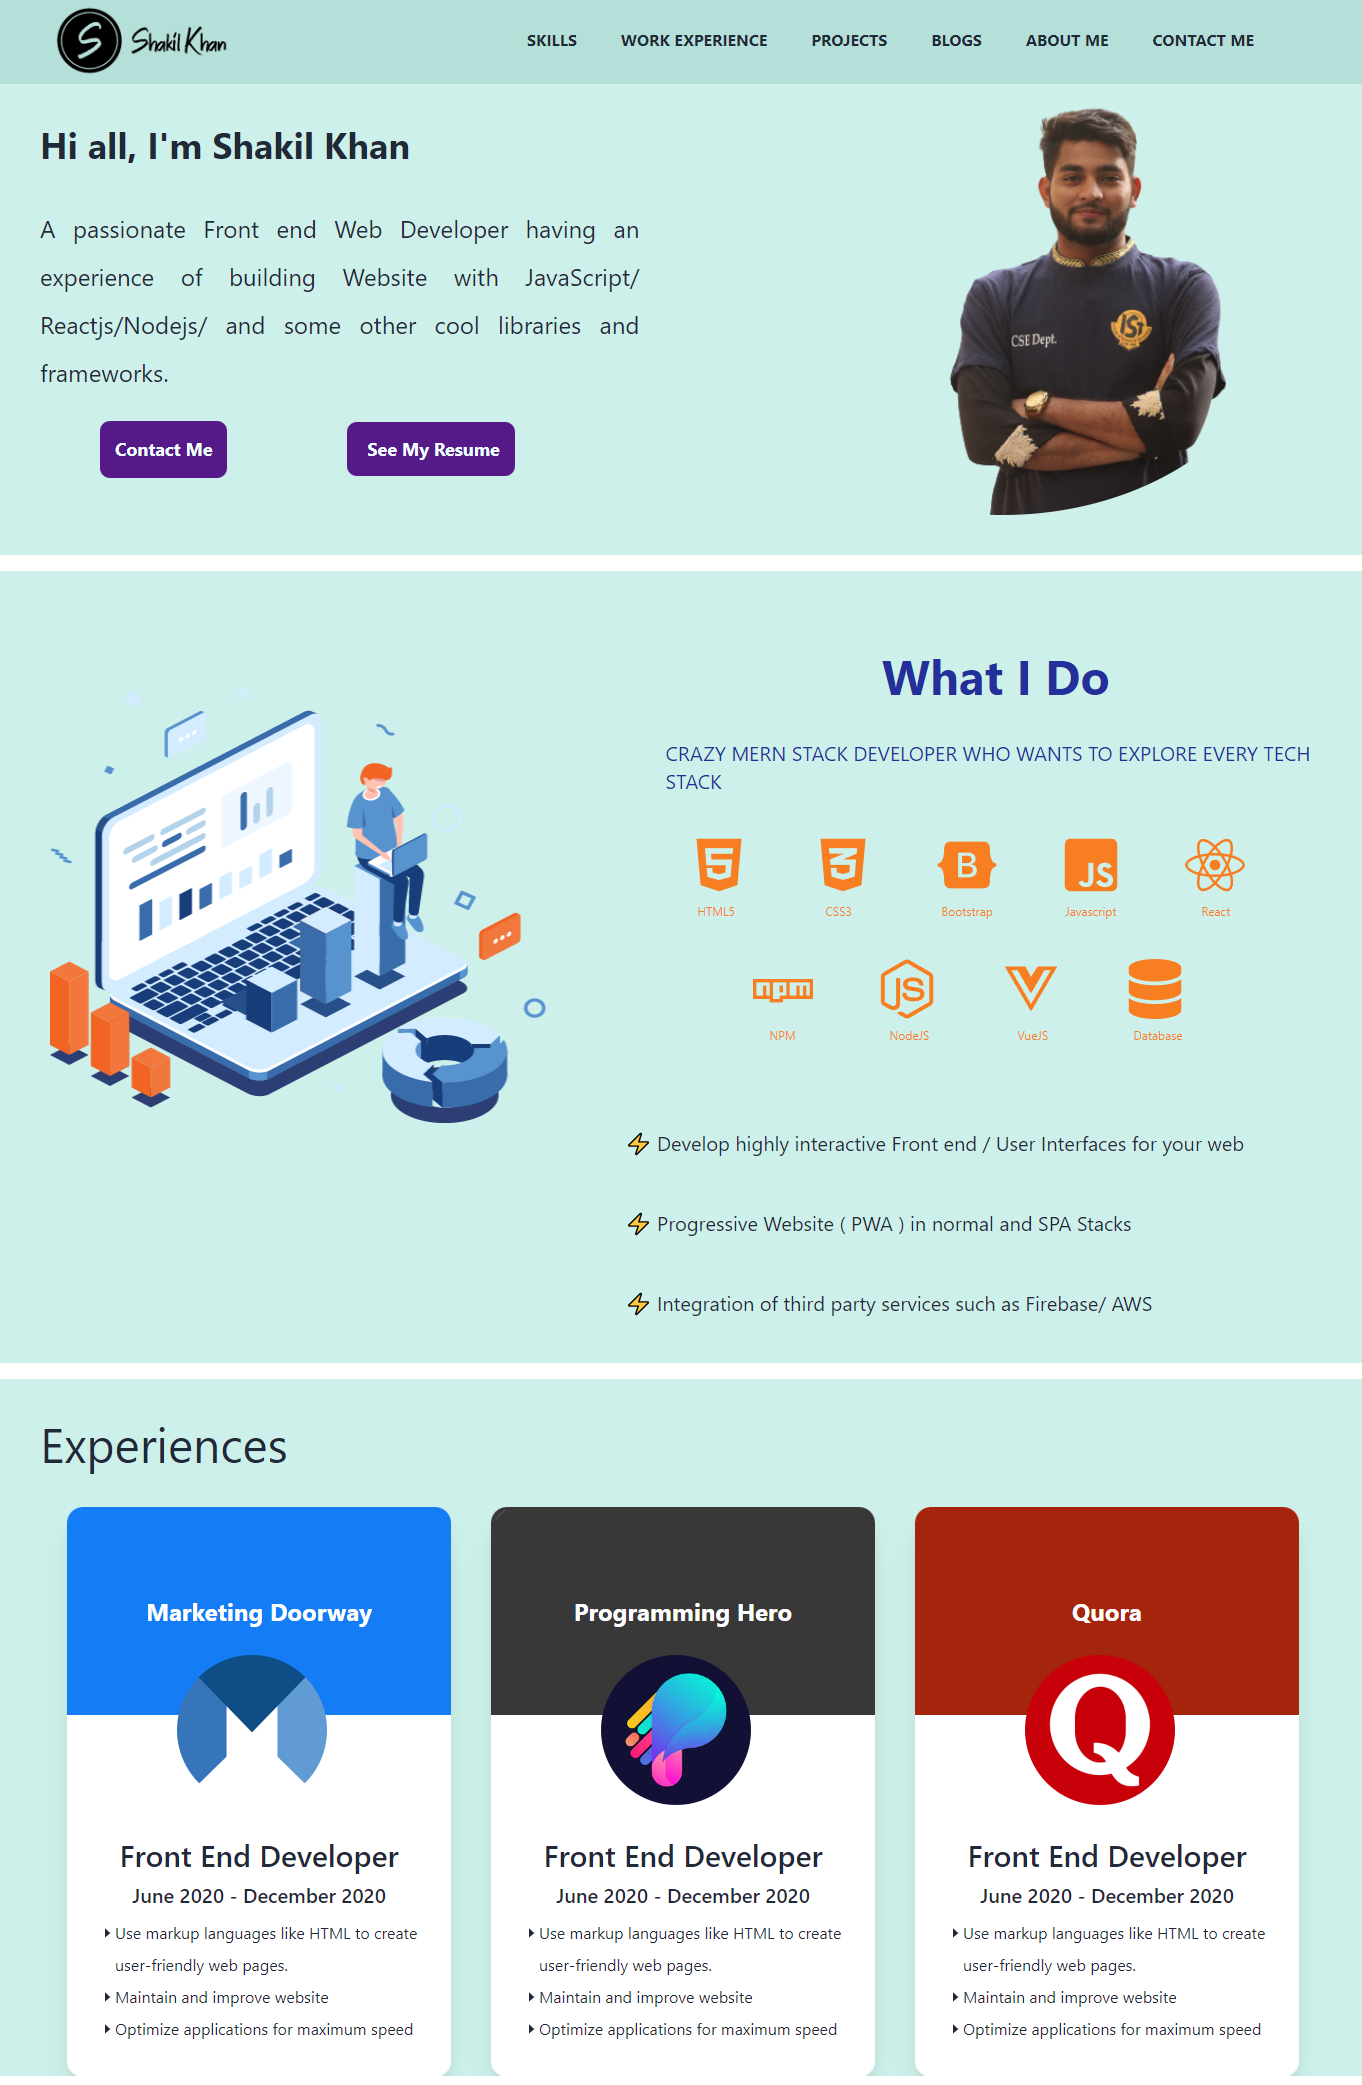 S Shakil Khan
SKILLS WORK EXPERIENCE PROJECTS BLOGS ABOUT ME CONTACT ME
Hi all, I'm Shakil Khan
A passionate Front end Web Developer having an
experience of building Website with JavaScript/
Reactjs/Nodejs/ and some other cool libraries and
frameworks.
Contact Me See My Resume
IST
CSE Dept.
What I Do
CRAZY MERN STACK DEVELOPER WHO WANTS TO EXPLORE EVERY TECH
STACK
5 3 B JS
HTML5 CSS3 Bootstrap Javascript React
npm JS
NPM NodeJS VueJS Database
Develop highly interactive Front end / User Interfaces for your web
Progressive Website ( PWA ) in normal and SPA Stacks
Integration of third party services such as Firebase/ AWS
Experiences
Marketing Doorway
Front End Developer
June 2020 - December 2020
Use markup languages like HTML to create
user-friendly web pages.
Maintain and improve website
Optimize applications for maximum speed
Programming Hero
Front End Developer
June 2020 - December 2020
Use markup languages like HTML to create
user-friendly web pages.
Maintain and improve website
Optimize applications for maximum speed
Quora
Q
Front End Developer
June 2020 - December 2020
Use markup languages like HTML to create
user-friendly web pages.
Maintain and improve website
Optimize applications for maximum speed